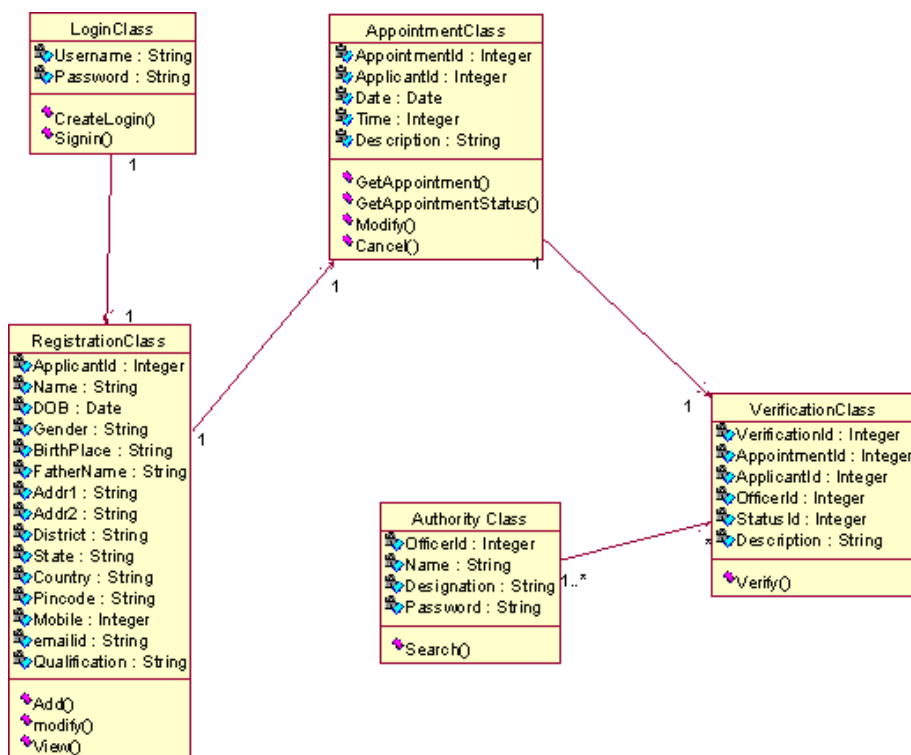 LoginClass
Username : String
Password : String
CreateLogin()
Signin()
1
1
AppointmentClass
AppointmentId : Integer
ApplicantId : Integer
Date : Date
Time : Integer
Description : String
GetAppointment()
GetAppointmentStatus()
Modify()
Cancel()
1
1
RegistrationClass
ApplicantId : Integer
Name : String
DOB : Date
Gender : String
BirthPlace : String
FatherName : String
Addr1 : String
Addr2 : String
District : String
State : String
Country : String
Pincode : String
Mobile : Integer
emailid : String
Qualification : String
Add()
modify()
View()
1
1
VerificationClass
VerificationId : Integer
AppointmentId : Integer
ApplicantId : Integer
OfficerId : Integer
StatusId : Integer
Description : String
Verify()
*
Authority Class
OfficerId : Integer
Name : String
Designation : String
Password : String
Search()
1..*